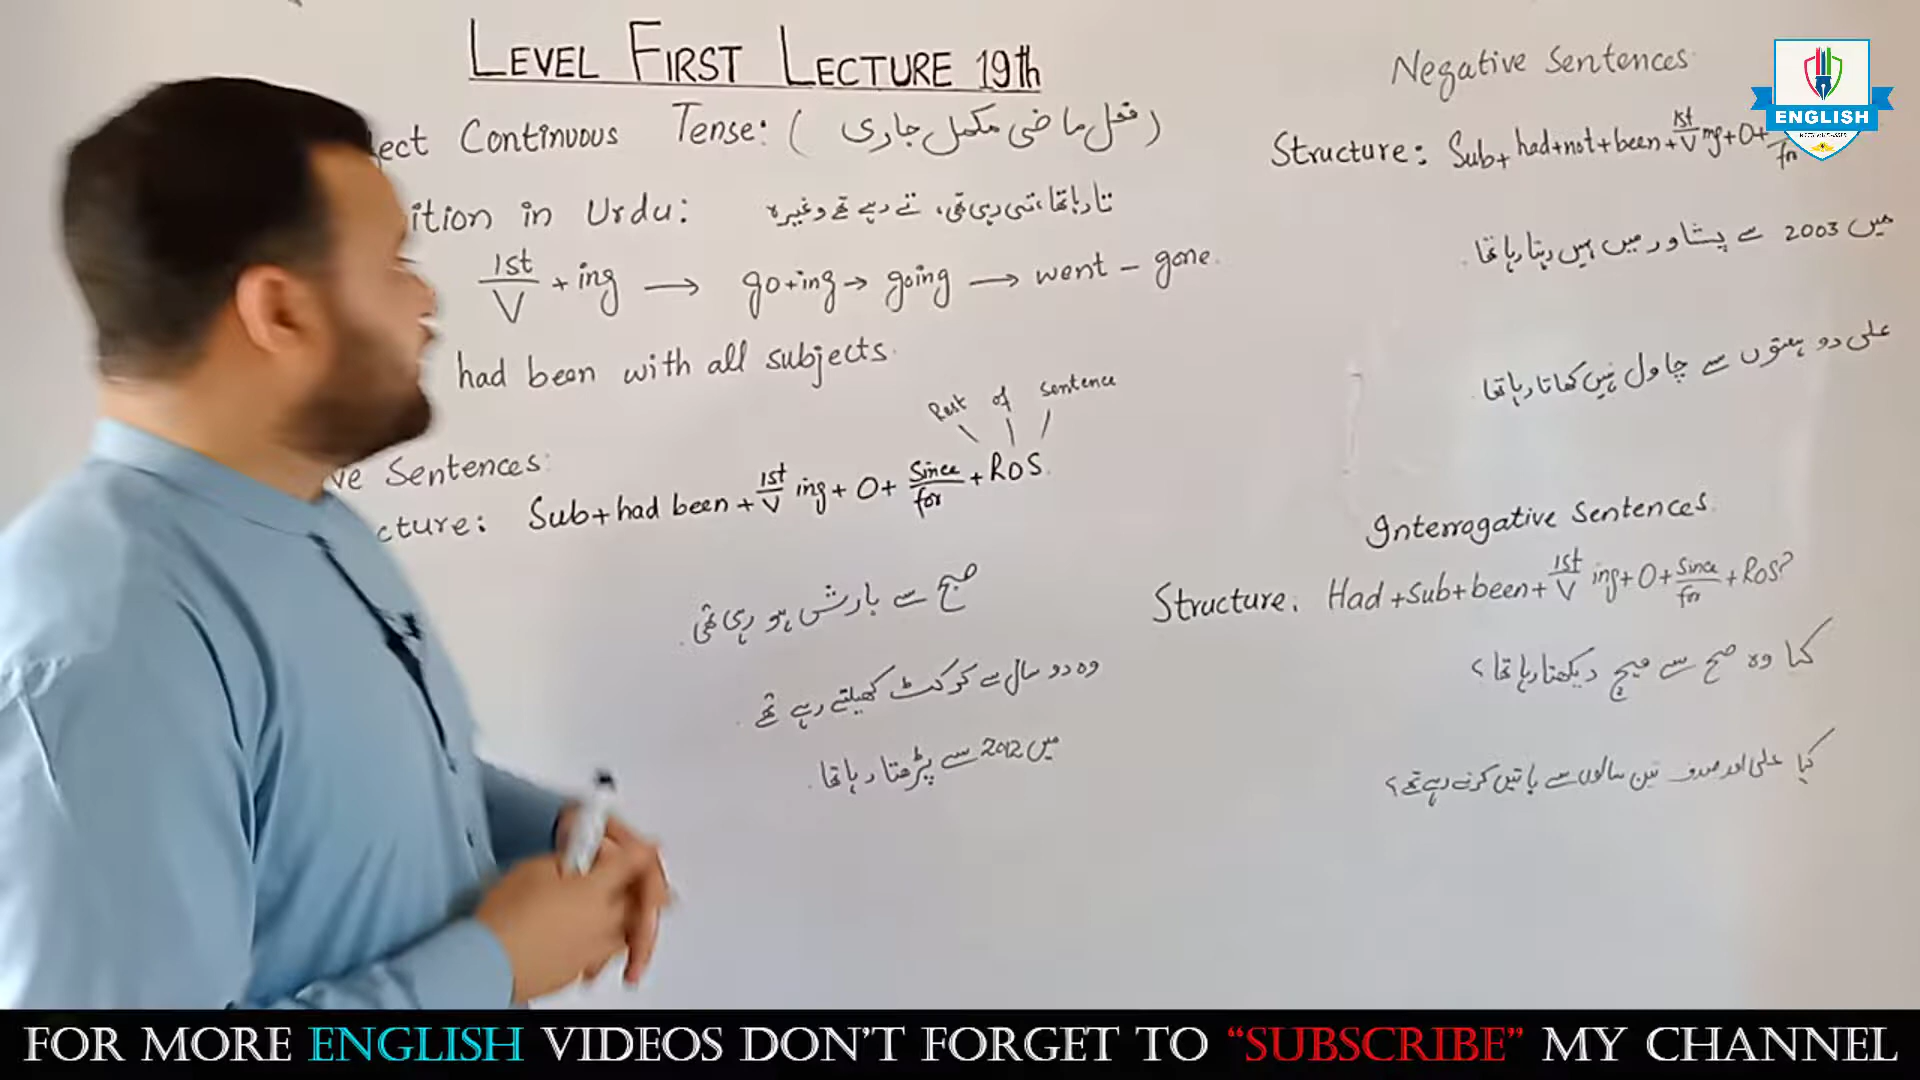 LEVEL FIRST LECTURE 19th
ect Continuous Tense: (فعل ماضی مکمل جاری)
ition in Urdu: تا رہا تھا، تی رہی تھی، تے رہے تھے وغیرہ
1st/V + ing → go+ing → going → went - gone.
had been with all subjects.
Rest of sentence
ve Sentences:
cture: Sub + had been + 1st/V ing + O + Since/for + ROS.
صبح سے بارش ہو رہی تھی۔
وہ دو سال سے کرکٹ کھیلتے رہے تھے۔
میں 2012 سے پڑھتا رہا تھا۔
Negative Sentences
Structure: Sub + had + not + been + 1st/V ing + O + /for
میں 2003 سے پشاور میں نہیں رہتا رہا تھا۔
علی دو ہفتوں سے چاول نہیں کھاتا رہا تھا۔
Interrogative Sentences.
Structure: Had + Sub + been + 1st/V ing + O + Since/for + ROS?
کیا وہ صبح سے میچ دیکھتا رہا تھا؟
کیا علی اور تین سالوں سے باتیں کرتے رہے تھے؟
ENGLISH
FOR MORE ENGLISH VIDEOS DON'T FORGET TO “SUBSCRIBE” MY CHANNEL